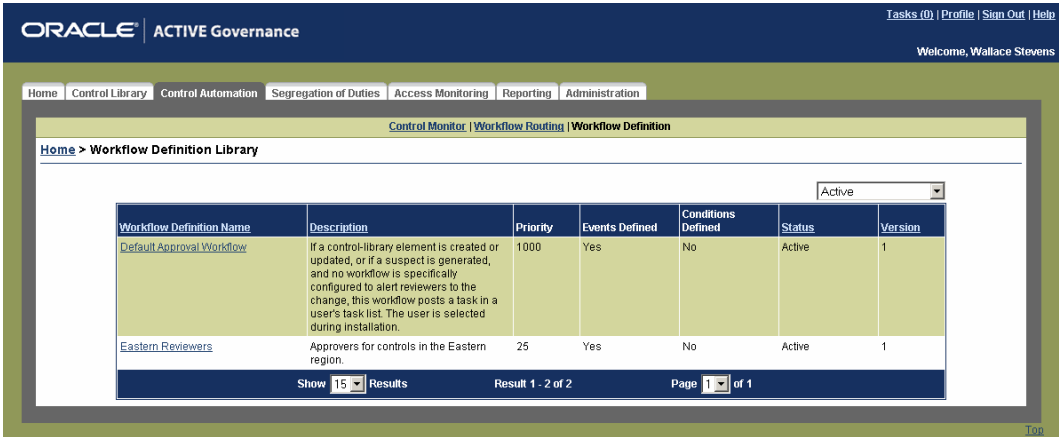 Tasks (0) | Profile | Sign Out | Help
ORACLE® | ACTIVE Governance
Welcome, Wallace Stevens
Home Control Library Control Automation Segregation of Duties Access Monitoring Reporting Administration
Control Monitor | Workflow Routing | Workflow Definition
Home > Workflow Definition Library
Active
Workflow Definition Name Description Priority Events Defined Conditions Defined Status Version
Default Approval Workflow If a control-library element is created or 1000 Yes No Active 1
updated, or if a suspect is generated,
and no workflow is specifically
configured to alert reviewers to the
change, this workflow posts a task in a
user's task list. The user is selected
during installation.
Eastern Reviewers Approvers for controls in the Eastern 25 Yes No Active 1
region.
Show 15 Results Result 1 - 2 of 2 Page 1 of 1
Top